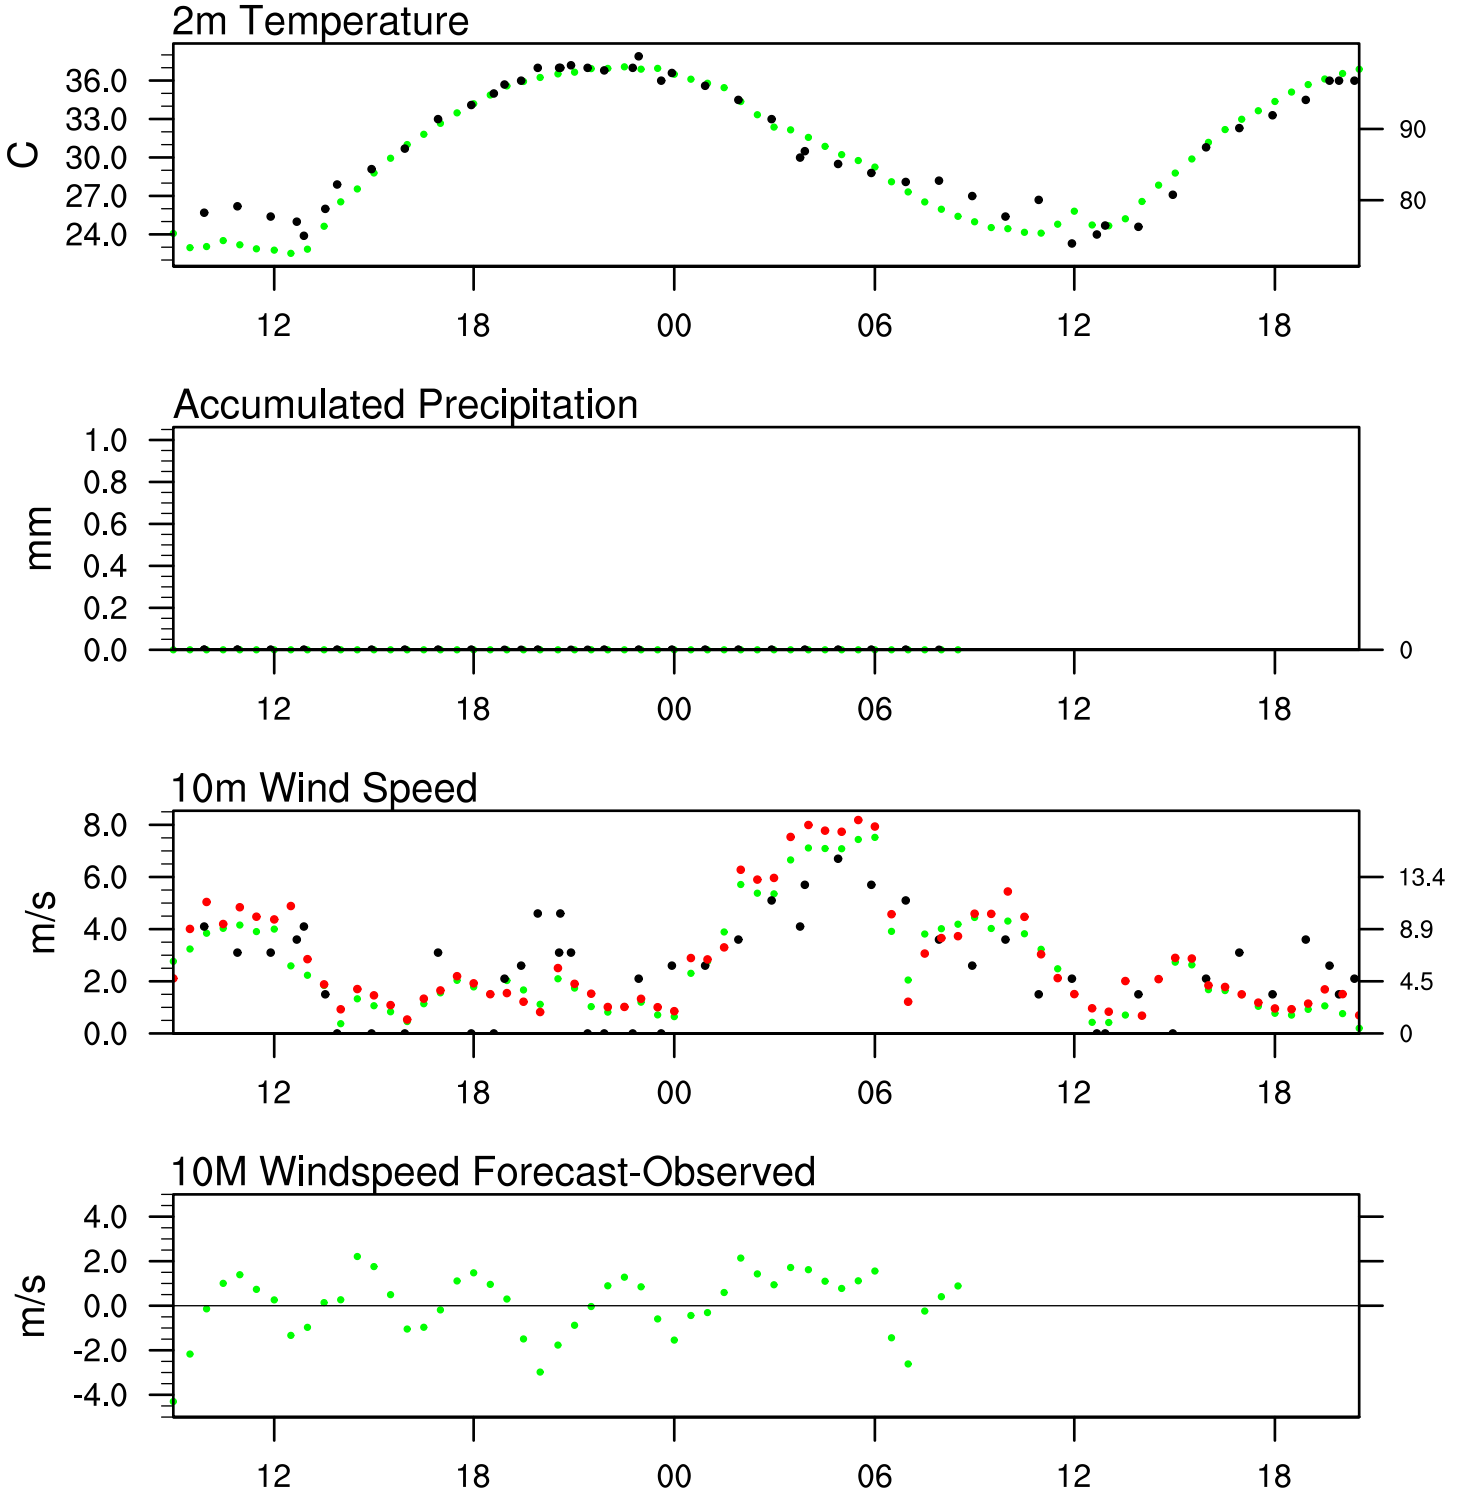 2m Temperature
36.0
33.0
90
30.0
C
27.0
80
24.0
12 18 00 06 12 18
Accumulated Precipitation
1.0
0.8
0.6
mm
0.4
0.2
0.0 0
12 18 00 06 12 18
10m Wind Speed
8.0
6.0 13.4
m/s
4.0 8.9
2.0 4.5
0.0 0
12 18 00 06 12 18
10M Windspeed Forecast-Observed
4.0
2.0
m/s
0.0
-2.0
-4.0
12 18 00 06 12 18